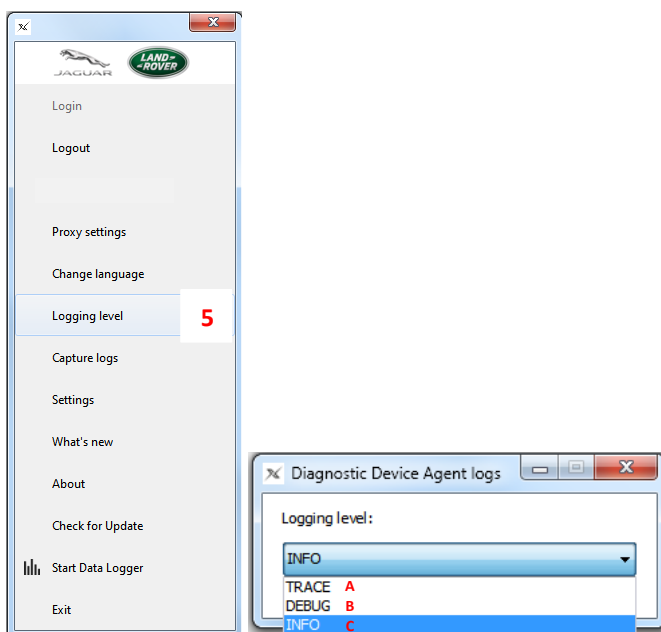 JAGUAR
LAND-
-ROVER
Login
Logout
Proxy settings
Change language
Logging level
5
Capture logs
Settings
What's new
About
Check for Update
Start Data Logger
Exit
Diagnostic Device Agent logs
Logging level:
INFO
TRACE A
DEBUG B
INFO C